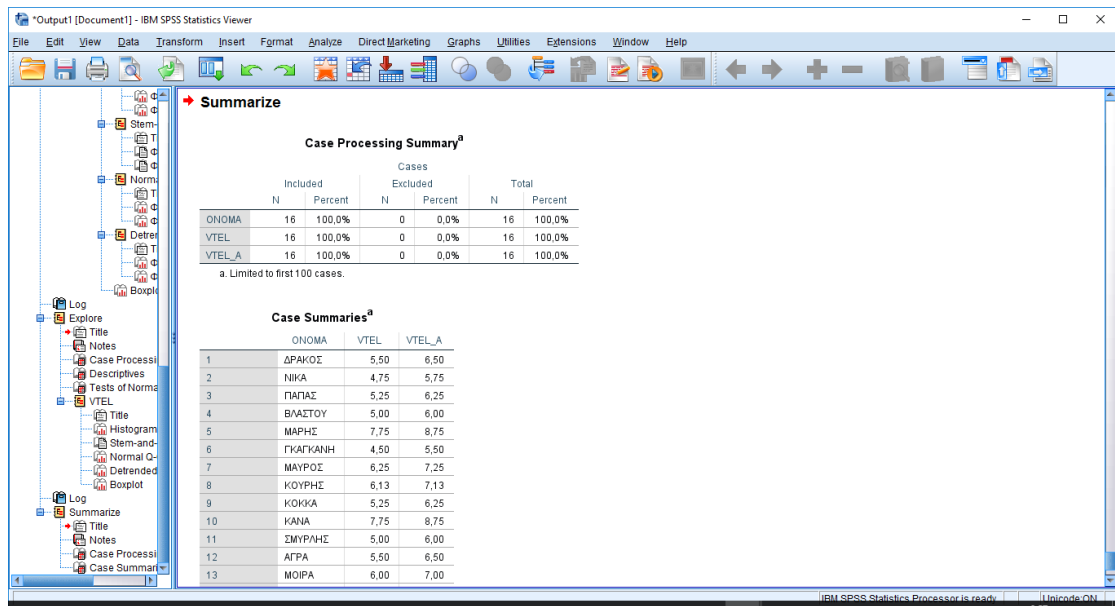 *Output1 [Document1] - IBM SPSS Statistics Viewer
File Edit View Data Transform Insert Format Analyze Direct Marketing Graphs Utilities Extensions Window Help
Stem-
Norma
Detrer
Boxplo
Log
Explore
Title
Notes
Case Processi
Descriptives
Tests of Norma
VTEL
Title
Histogram
Stem-and-
Normal Q-
Detrended
Boxplot
Log
Summarize
Title
Notes
Case Processi
Case Summari
Summarize
Case Processing Summary^a
Cases
Included Excluded Total
N Percent N Percent N Percent
ONOMA 16 100,0% 0 0,0% 16 100,0%
VTEL 16 100,0% 0 0,0% 16 100,0%
VTEL_A 16 100,0% 0 0,0% 16 100,0%
a. Limited to first 100 cases.
Case Summaries^a
ONOMA VTEL VTEL_A
1 ΔΡΑΚΟΣ 5,50 6,50
2 ΝΙΚΑ 4,75 5,75
3 ΠΑΠΑΣ 5,25 6,25
4 ΒΛΑΣΤΟΥ 5,00 6,00
5 ΜΑΡΗΣ 7,75 8,75
6 ΓΚΑΓΚΑΝΗ 4,50 5,50
7 ΜΑΥΡΟΣ 6,25 7,25
8 ΚΟΥΡΗΣ 6,13 7,13
9 ΚΟΚΚΑ 5,25 6,25
10 ΚΑΝΑ 7,75 8,75
11 ΣΜΥΡΛΗΣ 5,00 6,00
12 ΑΓΡΑ 5,50 6,50
13 ΜΟΙΡΑ 6,00 7,00
IBM SPSS Statistics Processor is ready Unicode:ON